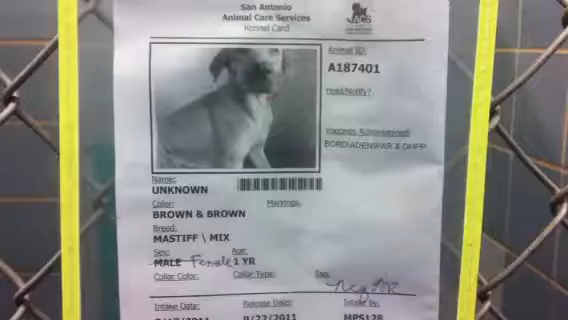 San Antonio
Animal Care Services
Kennel Card
ACS
Animal ID:
A187401
Hold/Notify?
Vaccines Administered:
BORD\ADENPAR & DHPP
Name:
UNKNOWN
Color:
Markings:
BROWN & BROWN
Breed:
MASTIFF \ MIX
Sex:
Age:
MALE Female 1 YR
Collar Color:
Collar Type:
Tag:
Intake Date:
Release Date:
Intake By:
/22/2011
MPS128